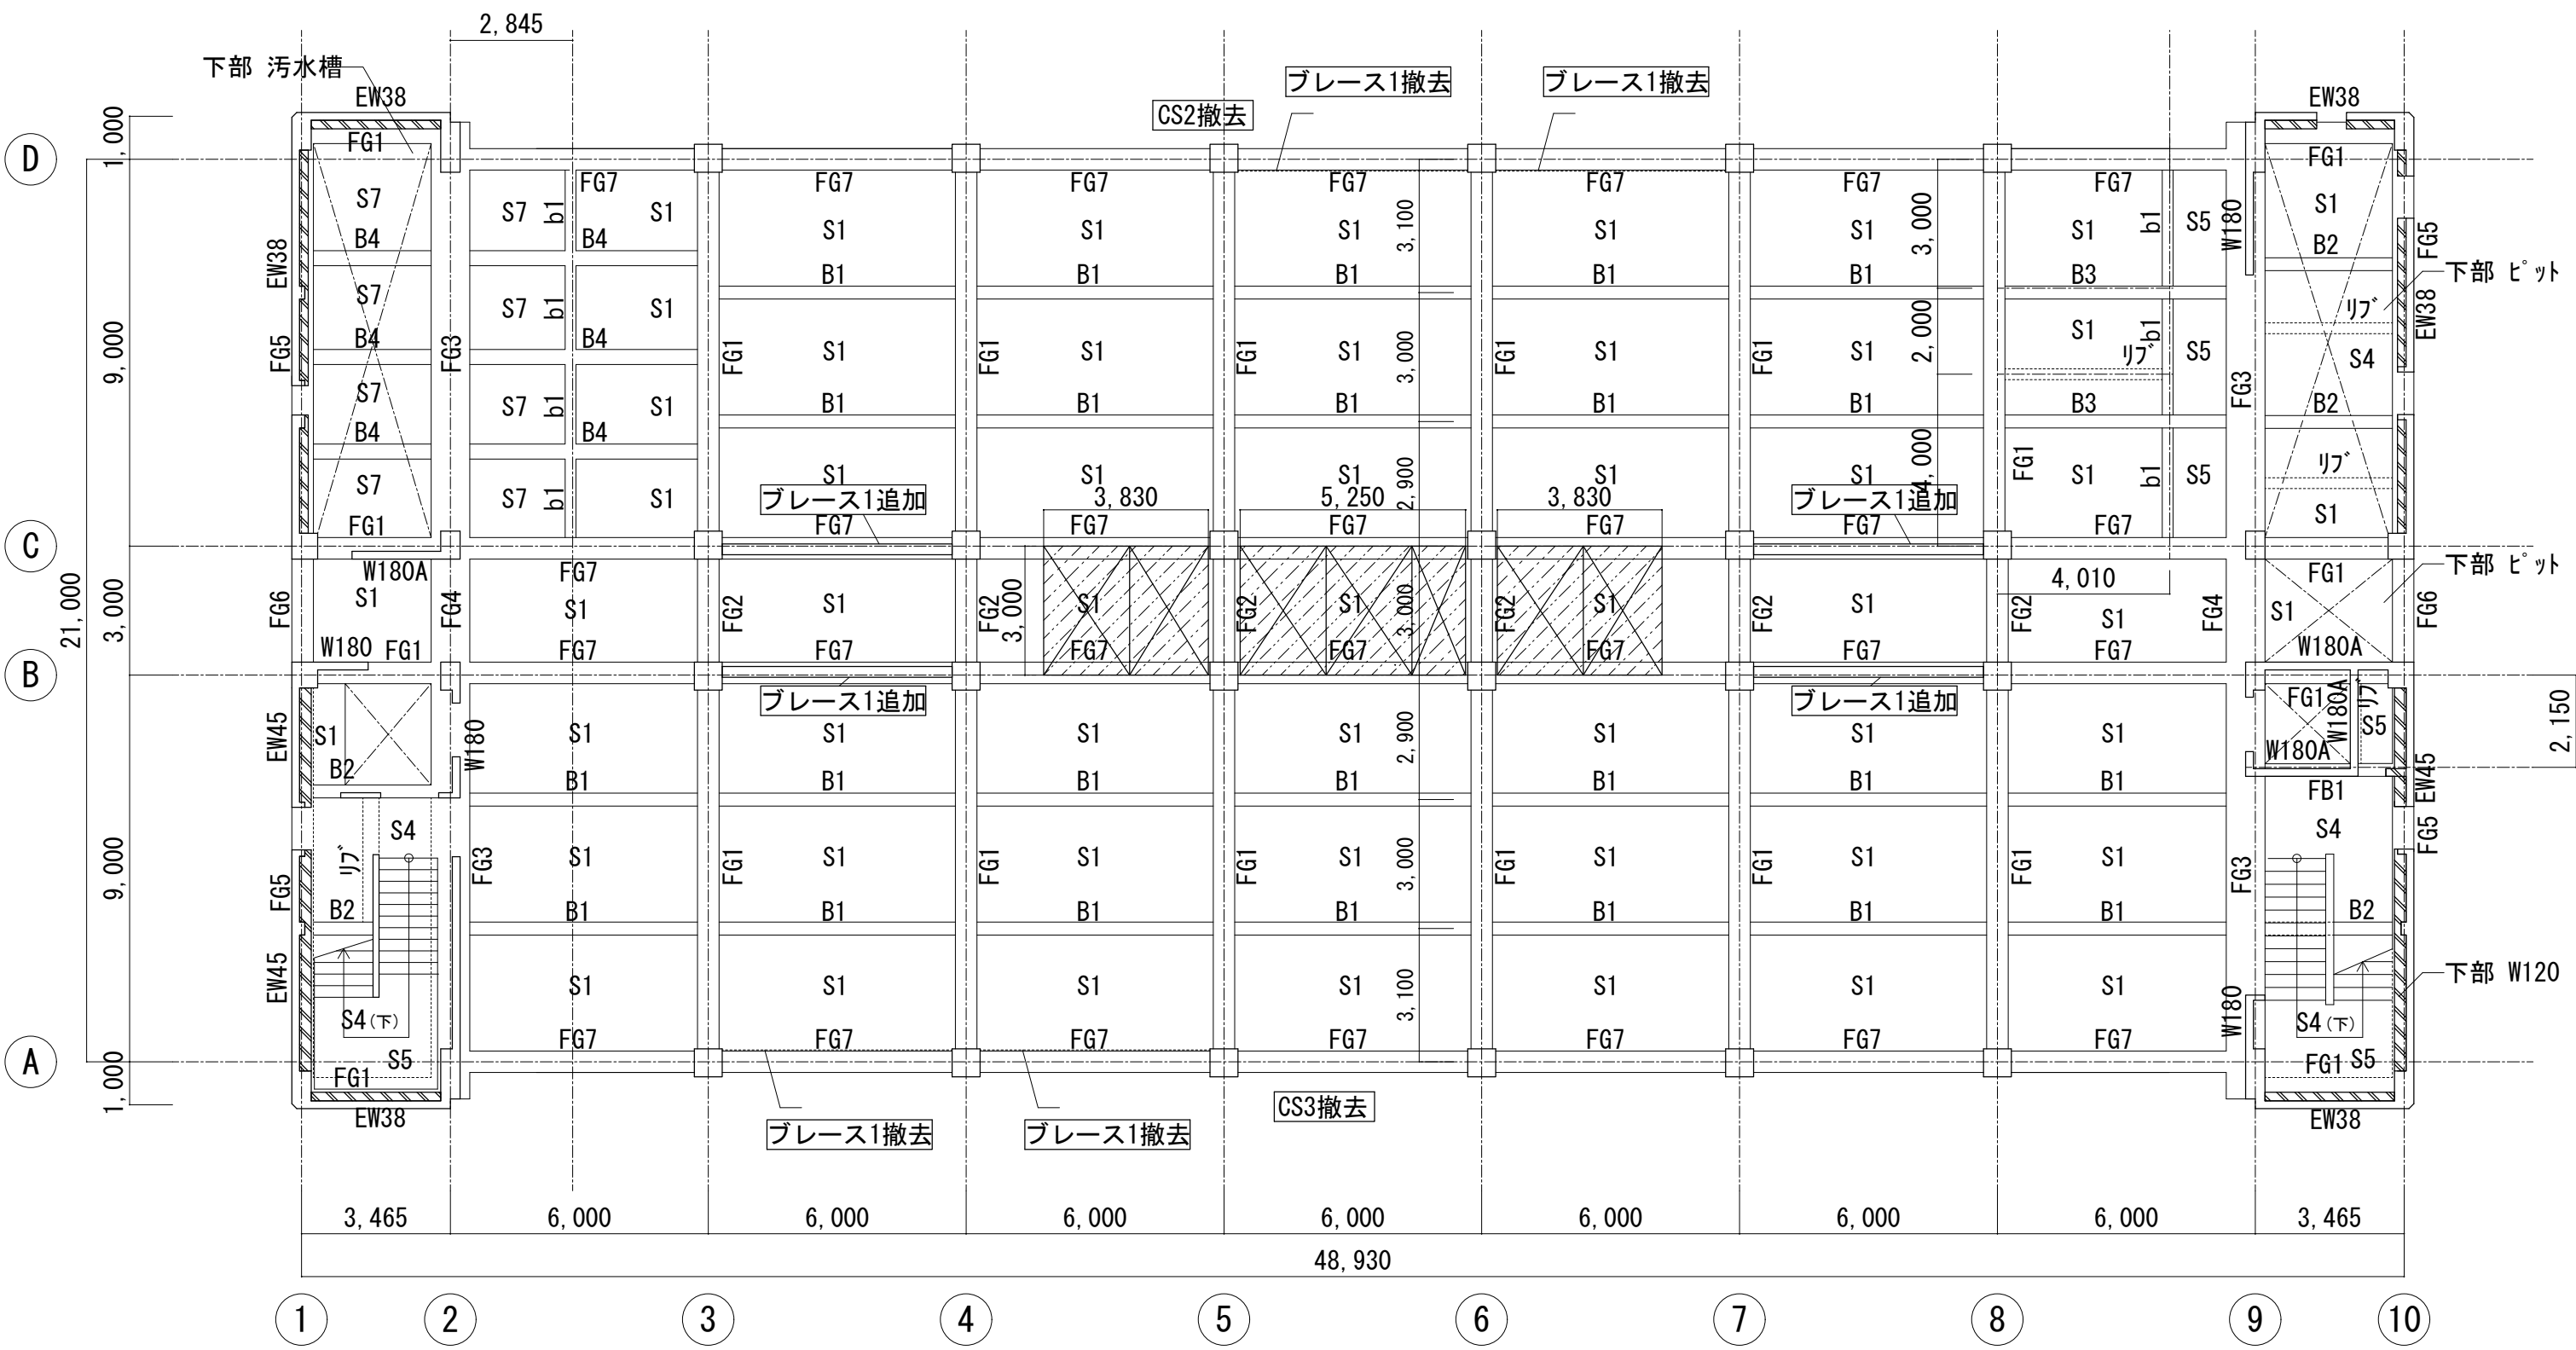 2,845
下部 汚水槽
EW38
ブレース1撤去 ブレース1撤去
CS2撤去
EW38
1,000
D
FG1 FG1
FG7 FG7 FG7 FG7 FG7 FG7 FG7
S7 S7 b1 S1 S1 S1 S1 S1 S1 S1 b1 S5 W180 S1
3,100 3,000
B4 B4 B2 FG5
EW38
B1 B1 B1 B1 B1 B3
下部 ピット
S7 S7 b1 S1 リブ EW38
9,000
FG5 B4 FG3 B4 FG1 S1 FG1 S1 FG1 S1 3,000 FG1 S1 FG1 S1 2,000 S1 b1 リブ S5 S4
FG3
S7 S7 b1 S1 B1 B1 B1 B1 B1 B3 B2
B4 B4
S7 S7 b1 S1 S1 S1 S1 2,900 S1 S1 4,000 FG1 S1 b1 S5 リブ
ブレース1追加 3,830 5,250 3,830 ブレース1追加
FG1 FG7 FG7 FG7 FG7 FG7 FG7 S1
C
W180A FG7 4,010 FG1 下部 ピット
21,000
3,000
FG6 S1 FG4 S1 FG2 S1 FG2 3,000 S1 FG2 S1 3,000 FG2 S1 FG2 S1 FG2 S1 FG4 S1 FG6
W180 FG1 FG7 FG7 FG7 FG7 FG7 FG7 FG7 W180A
B
ブレース1追加 ブレース1追加
FG1 W180A リブ
EW45 S1 W180 S1 S1 S1 S1 2,900 S1 S1 S1 S5 2,150
W180A
B2 B1 B1 B1 B1 B1 B1 B1 FB1 EW45
S4 S4 FG5
リブ
9,000
FG5 FG3 S1 FG1 S1 FG1 S1 FG1 S1 3,000 FG1 S1 FG1 S1 FG1 S1 FG3
B2 B1 B1 B1 B1 B1 B1 B1 B2
EW45 S1 S1 S1 S1 3,100 S1 S1 S1 W180 下部 W120
S4(下) S4(下)
FG7 FG7 FG7 FG7 FG7 FG7 FG7
S5 S5
A
FG1 FG1
1,000
EW38 CS3撤去 EW38
ブレース1撤去 ブレース1撤去
3,465 6,000 6,000 6,000 6,000 6,000 6,000 6,000 3,465
48,930
1 2 3 4 5 6 7 8 9 10